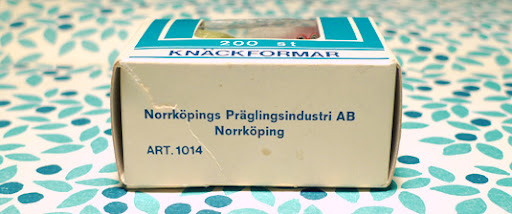 200 st
KNÄCKFORMAR
Norrköpings Präglingsindustri AB
Norrköping
ART. 1014